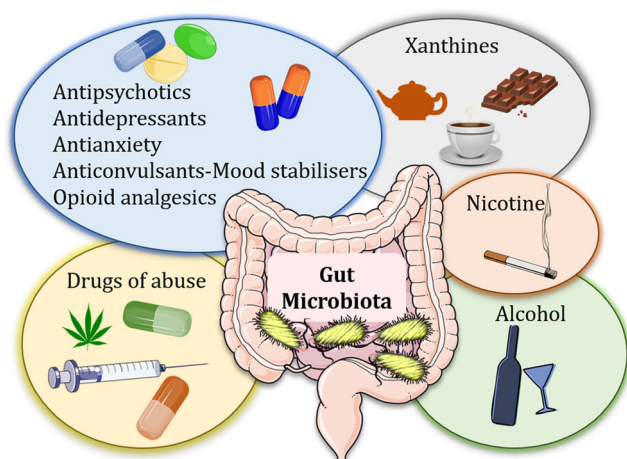 Xanthines
Antipsychotics
Antidepressants
Antianxiety
Anticonvulsants-Mood stabilisers
Opioid analgesics
Nicotine
Drugs of abuse
Gut
Microbiota
Alcohol